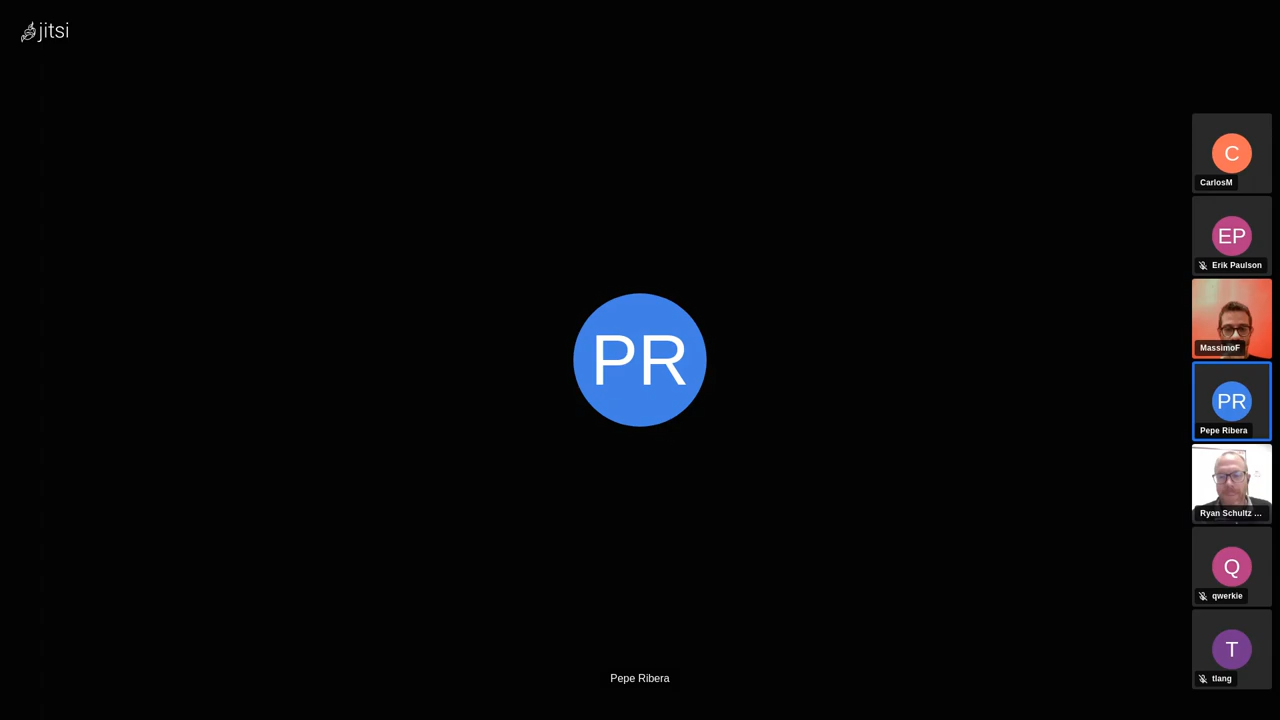 jitsi
C
CarlosM
EP
Erik Paulson
MassimoF
PR
PR
Pepe Ribera
Ryan Schultz ...
Q
qwerkie
T
tlang
Pepe Ribera